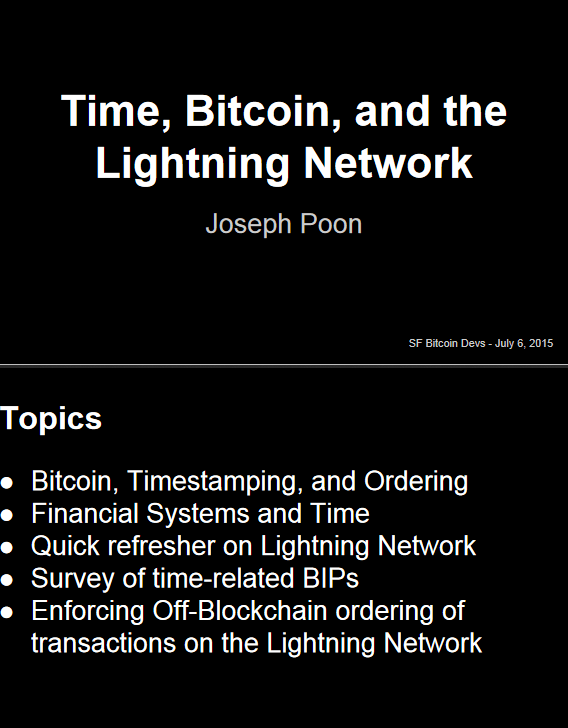 Time, Bitcoin, and the
Lightning Network
Joseph Poon
SF Bitcoin Devs - July 6, 2015
Topics
● Bitcoin, Timestamping, and Ordering
● Financial Systems and Time
● Quick refresher on Lightning Network
● Survey of time-related BIPs
● Enforcing Off-Blockchain ordering of
transactions on the Lightning Network